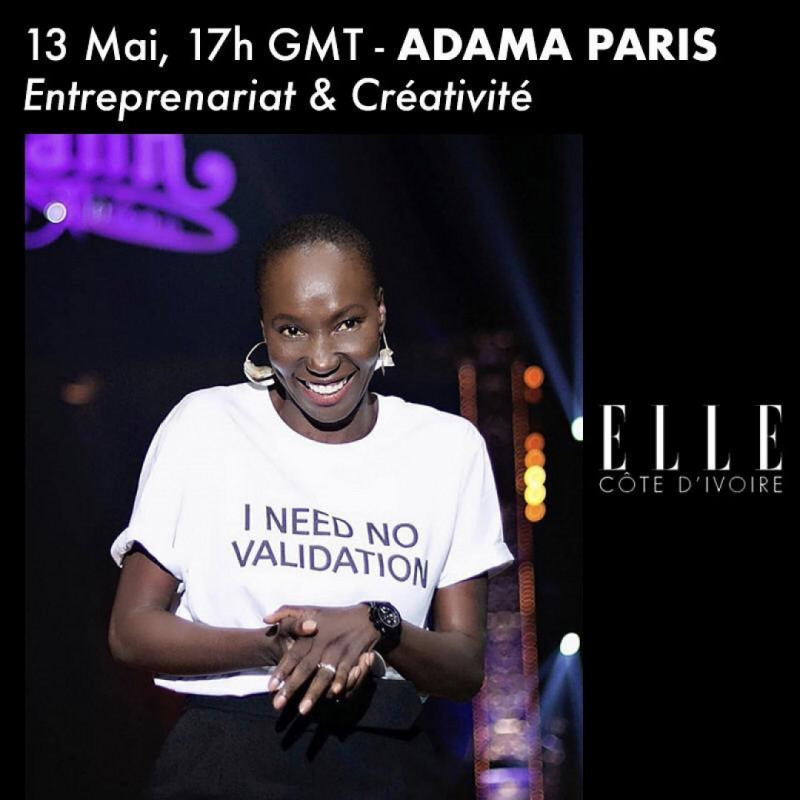 13 Mai, 17h GMT - ADAMA PARIS
Entreprenariat & Créativité
I NEED NO
VALIDATION
ELLE
CÔTE D'IVOIRE